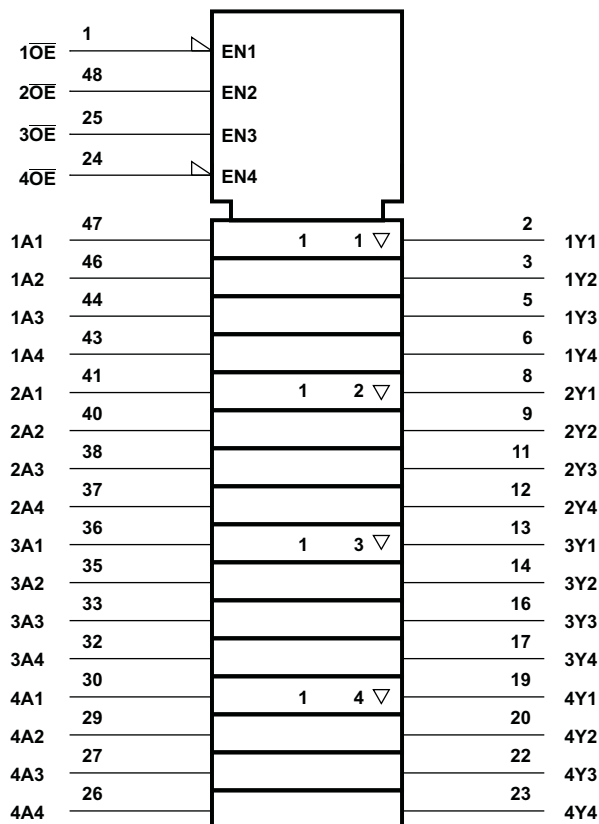 1O̅E̅ 1 EN1
2O̅E̅ 48 EN2
3O̅E̅ 25 EN3
4O̅E̅ 24 EN4
1A1 47 1 1 ▽ 2 1Y1
1A2 46 3 1Y2
1A3 44 5 1Y3
1A4 43 6 1Y4
2A1 41 1 2 ▽ 8 2Y1
2A2 40 9 2Y2
2A3 38 11 2Y3
2A4 37 12 2Y4
3A1 36 1 3 ▽ 13 3Y1
3A2 35 14 3Y2
3A3 33 16 3Y3
3A4 32 17 3Y4
4A1 30 1 4 ▽ 19 4Y1
4A2 29 20 4Y2
4A3 27 22 4Y3
4A4 26 23 4Y4